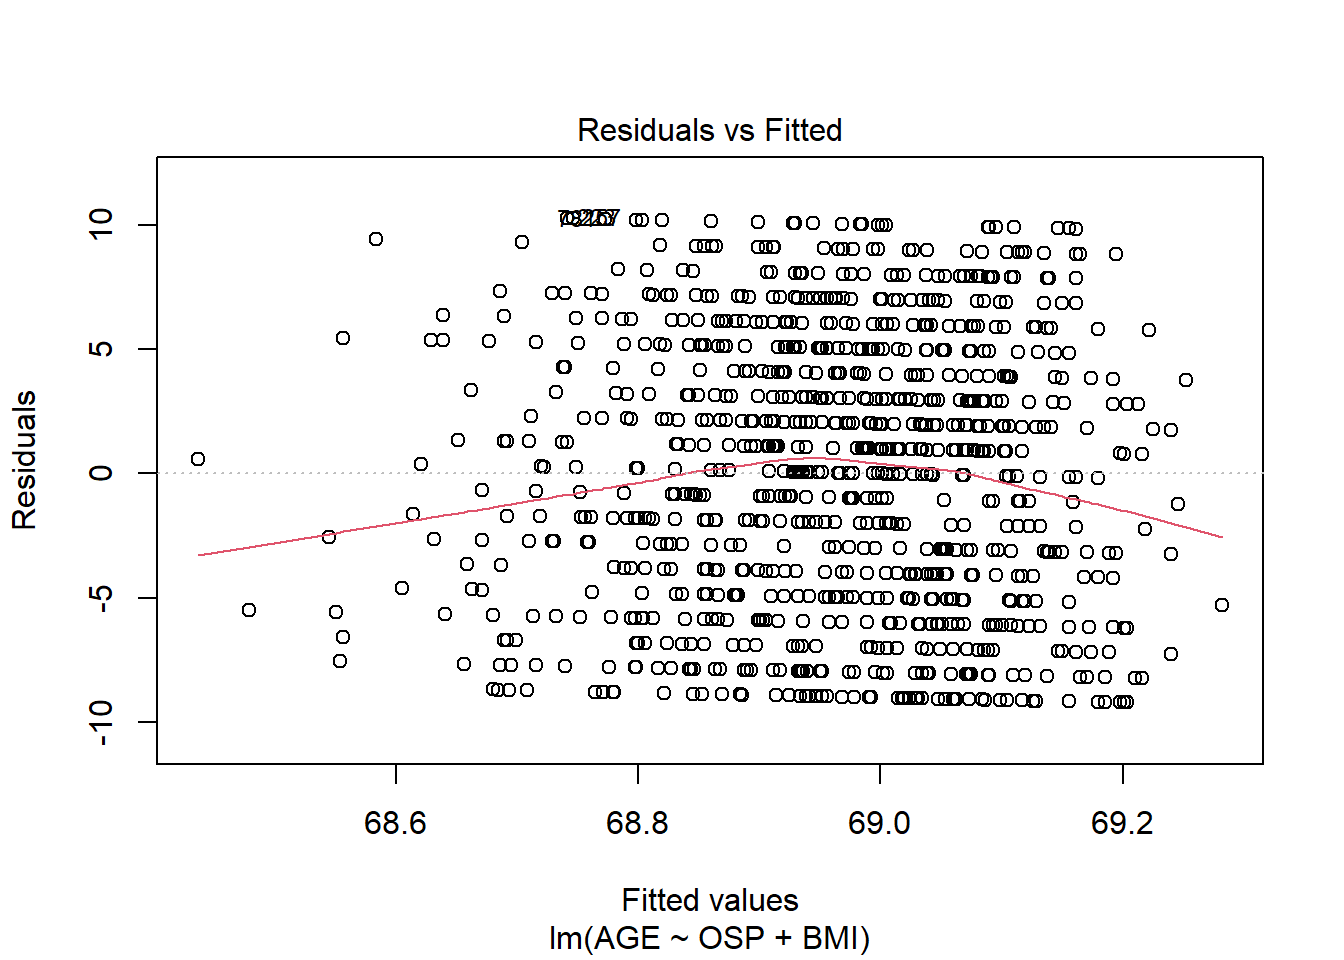 Residuals vs Fitted
Residuals
10
5
0
-5
-10
68.6 68.8 69.0 69.2
Fitted values
lm(AGE ~ OSP + BMI)